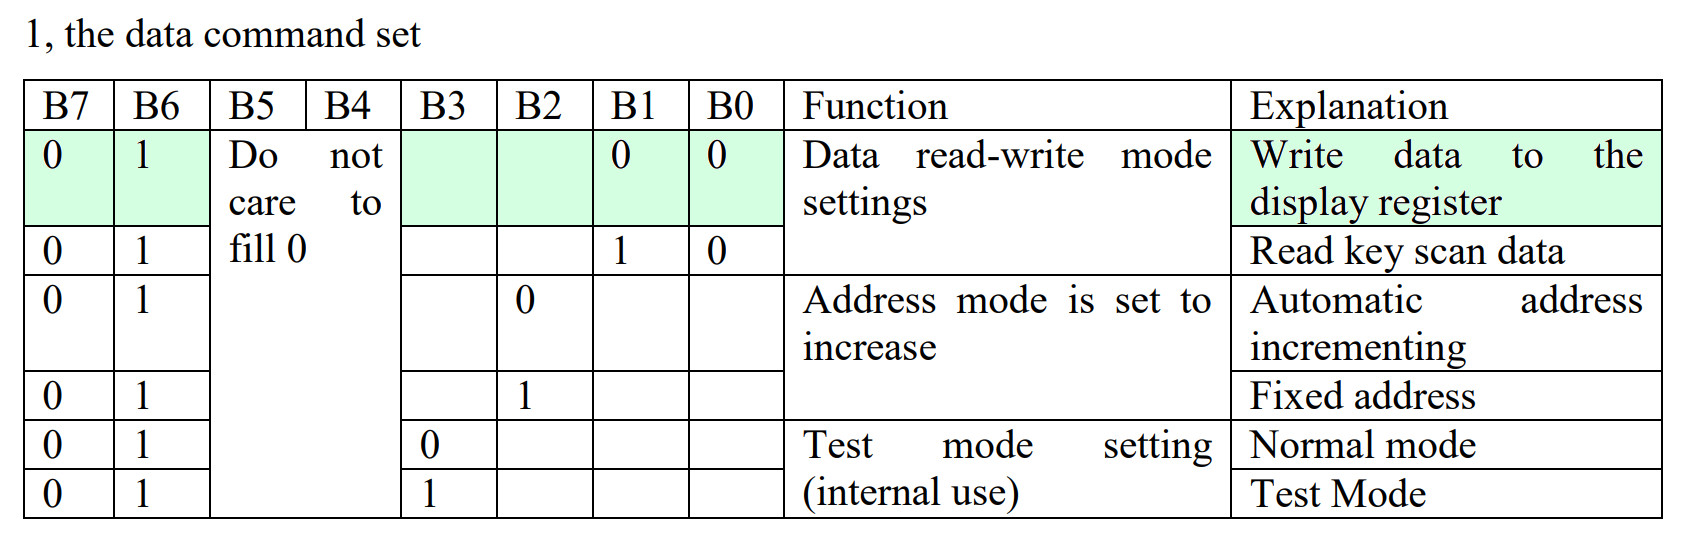 1, the data command set
B7 B6 B5 B4 B3 B2 B1 B0 Function Explanation
0 1 Do not 0 0 Data read-write mode Write data to the
care to settings display register
0 1 fill 0 1 0 Read key scan data
0 1 0 Address mode is set to Automatic address
increase incrementing
0 1 1 Fixed address
0 1 0 Test mode setting Normal mode
0 1 1 (internal use) Test Mode